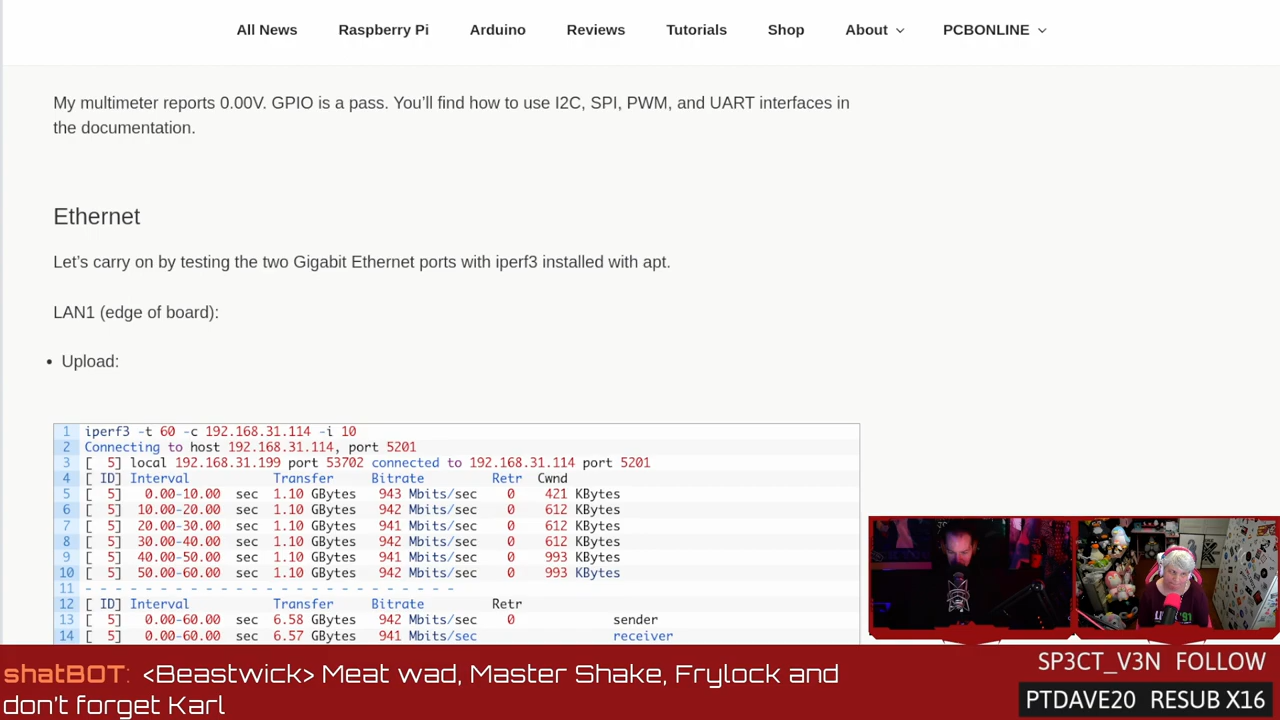 All News Raspberry Pi Arduino Reviews Tutorials Shop About PCBONLINE
My multimeter reports 0.00V. GPIO is a pass. You’ll find how to use I2C, SPI, PWM, and UART interfaces in
the documentation.
Ethernet
Let’s carry on by testing the two Gigabit Ethernet ports with iperf3 installed with apt.
LAN1 (edge of board):
• Upload:
1 iperf3 -t 60 -c 192.168.31.114 -i 10
2 Connecting to host 192.168.31.114, port 5201
3 [ 5] local 192.168.31.199 port 53702 connected to 192.168.31.114 port 5201
4 [ ID] Interval Transfer Bitrate Retr Cwnd
5 [ 5] 0.00-10.00 sec 1.10 GBytes 943 Mbits/sec 0 421 KBytes
6 [ 5] 10.00-20.00 sec 1.10 GBytes 942 Mbits/sec 0 612 KBytes
7 [ 5] 20.00-30.00 sec 1.10 GBytes 941 Mbits/sec 0 612 KBytes
8 [ 5] 30.00-40.00 sec 1.10 GBytes 942 Mbits/sec 0 612 KBytes
9 [ 5] 40.00-50.00 sec 1.10 GBytes 941 Mbits/sec 0 993 KBytes
10 [ 5] 50.00-60.00 sec 1.10 GBytes 942 Mbits/sec 0 993 KBytes
11 - - - - - - - - - - - - - - - - - - - - - - - - -
12 [ ID] Interval Transfer Bitrate Retr
13 [ 5] 0.00-60.00 sec 6.58 GBytes 942 Mbits/sec 0 sender
14 [ 5] 0.00-60.00 sec 6.57 GBytes 941 Mbits/sec receiver
shatBOT: <Beastwick> Meat wad, Master Shake, Frylock and
don't forget Karl
SP3CT_V3N FOLLOW
PTDAVE20 RESUB X16